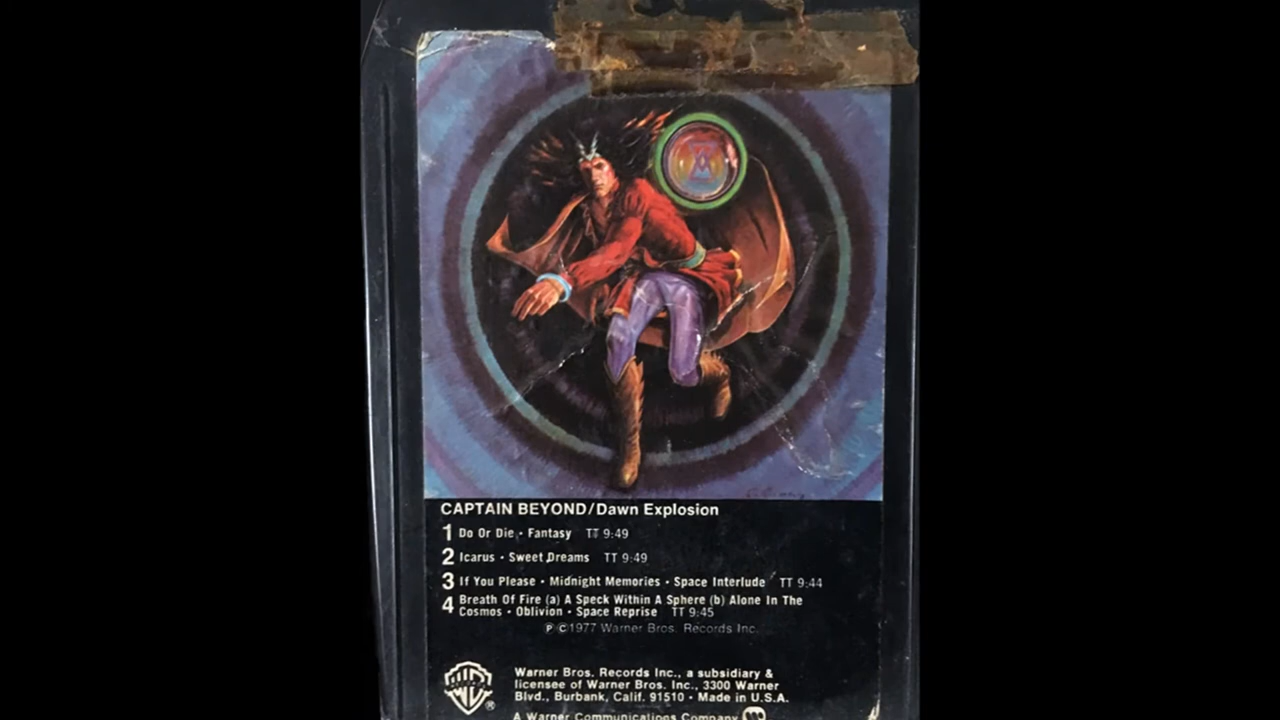 CAPTAIN BEYOND/Dawn Explosion
1 Do Or Die • Fantasy TT 9:49
2 Icarus • Sweet Dreams TT 9:49
3 If You Please • Midnight Memories • Space Interlude TT 9:44
4 Breath Of Fire (a) A Speck Within A Sphere (b) Alone In The
Cosmos • Oblivion • Space Reprise TT 9:45
℗©1977 Warner Bros. Records Inc.
Warner Bros. Records Inc., a subsidiary &
licensee of Warner Bros. Inc., 3300 Warner
Blvd., Burbank, Calif. 91510 • Made in U.S.A.
A Warner Communications Company